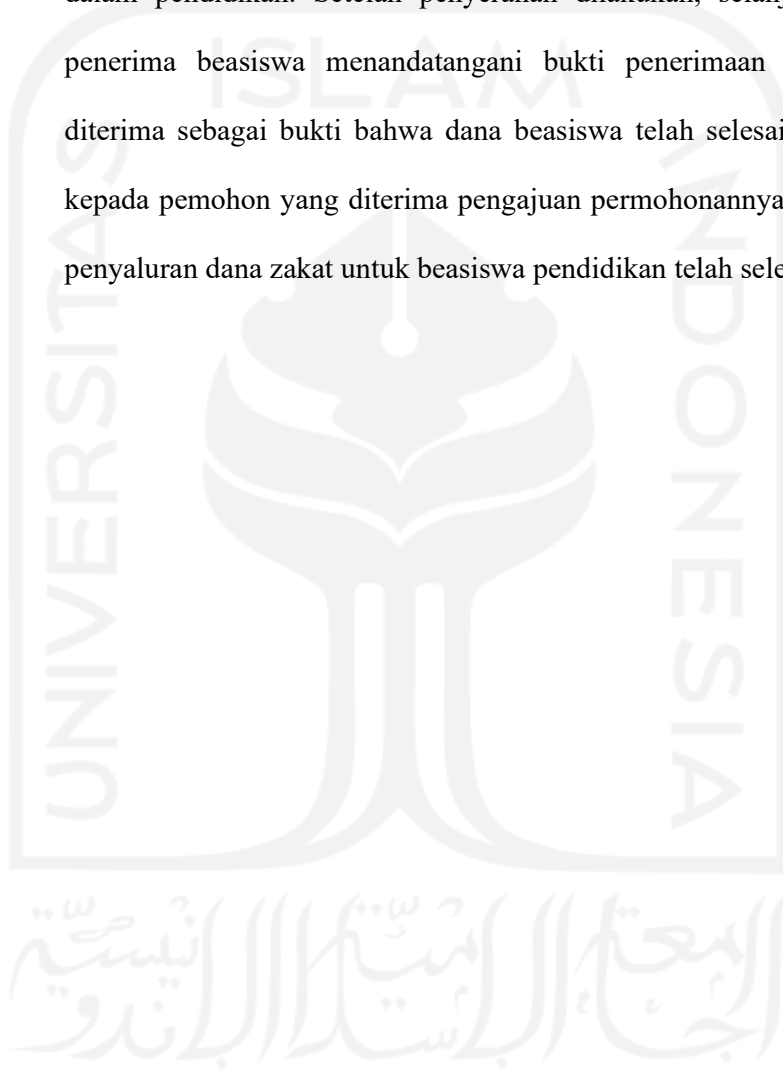 dalam pendidikan. Setelah penyerahan dilakukan,
penerima beasiswa menandatangani bukti penerimaan
diterima sebagai bukti bahwa dana beasiswa telah selesai
kepada pemohon yang diterima pengajuan permohonannya
penyaluran dana zakat untuk beasiswa pendidikan telah
ISLAM
UNIVERSITAS
INDONESIA